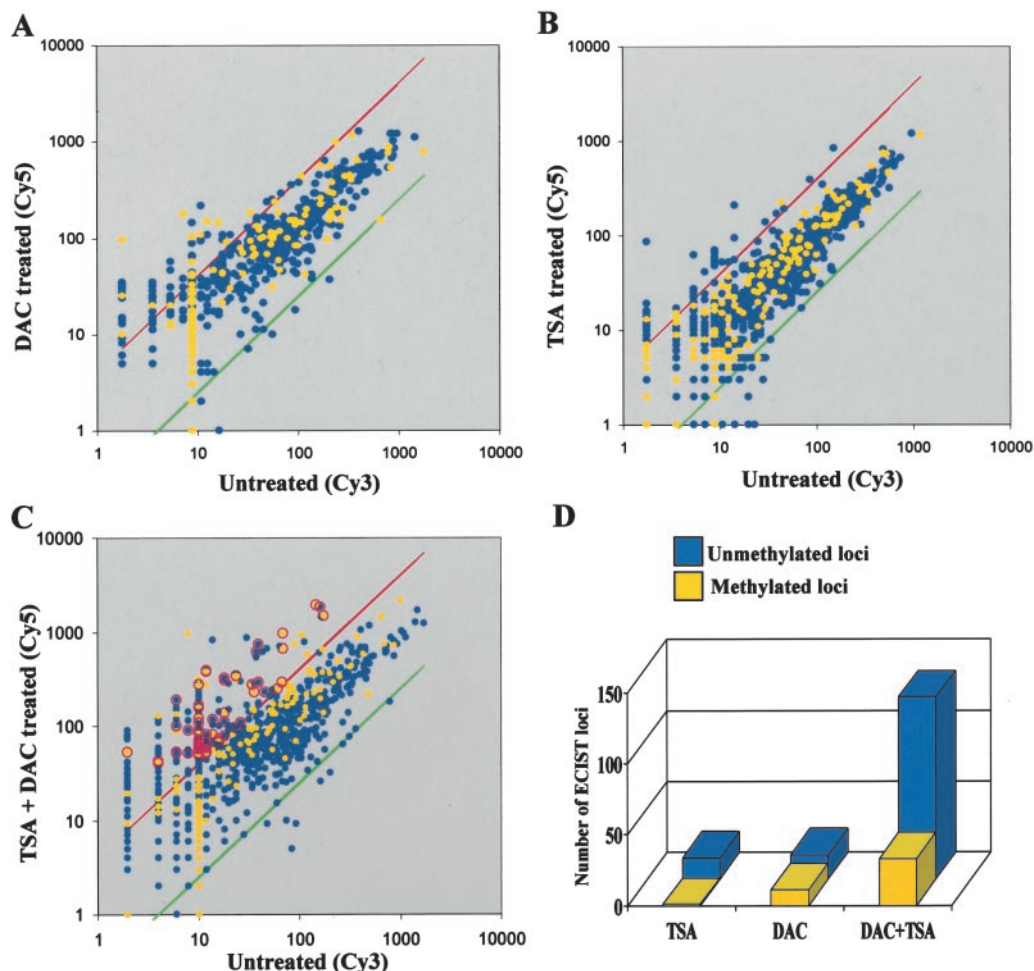 A
10000
1000
100
10
1
DAC treated (Cy5)
1
10
100
1000
10000
Untreated (Cy3)
B
10000
1000
100
10
1
TSA treated (Cy5)
1
10
100
1000
10000
Untreated (Cy3)
C
10000
1000
100
10
1
TSA + DAC treated (Cy5)
1
10
100
1000
10000
Untreated (Cy3)
D
Unmethylated loci
Methylated loci
Number of ECIST loci
150
100
50
0
TSA
DAC
DAC+TSA